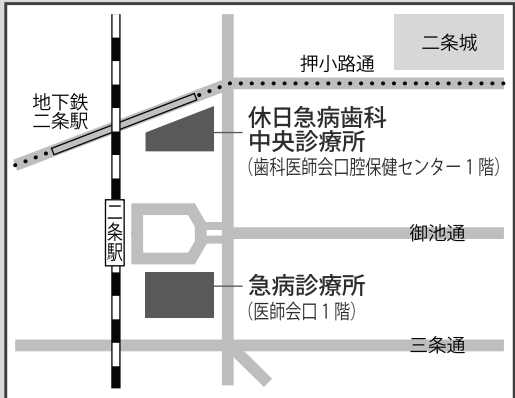 二条城
押小路通
地下鉄
二条駅
休日急病歯科
中央診療所
（歯科医師会口腔保健センター１階）
二条駅
御池通
急病診療所
（医師会口１階）
三条通